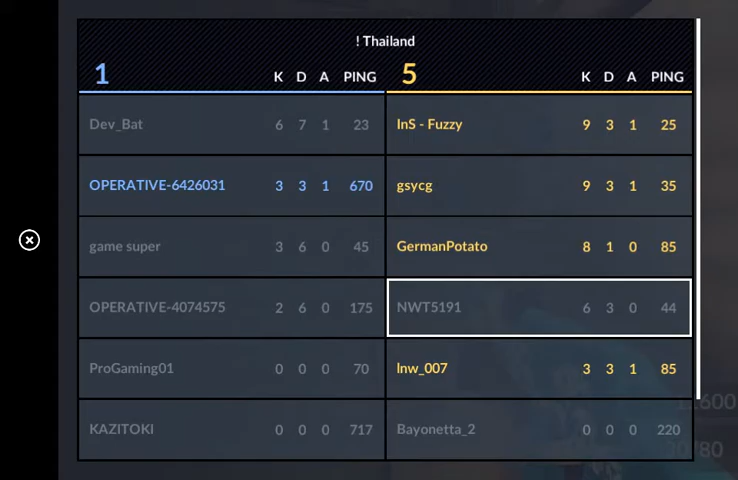 ! Thailand
1 K D A PING 5 K D A PING
Dev_Bat 6 7 1 23 InS - Fuzzy 9 3 1 25
OPERATIVE-6426031 3 3 1 670 gsycg 9 3 1 35
game super 3 6 0 45 GermanPotato 8 1 0 85
OPERATIVE-4074575 2 6 0 175 NWT5191 6 3 0 44
ProGaming01 0 0 0 70 lnw_007 3 3 1 85
KAZITOKI 0 0 0 717 Bayonetta_2 0 0 0 220